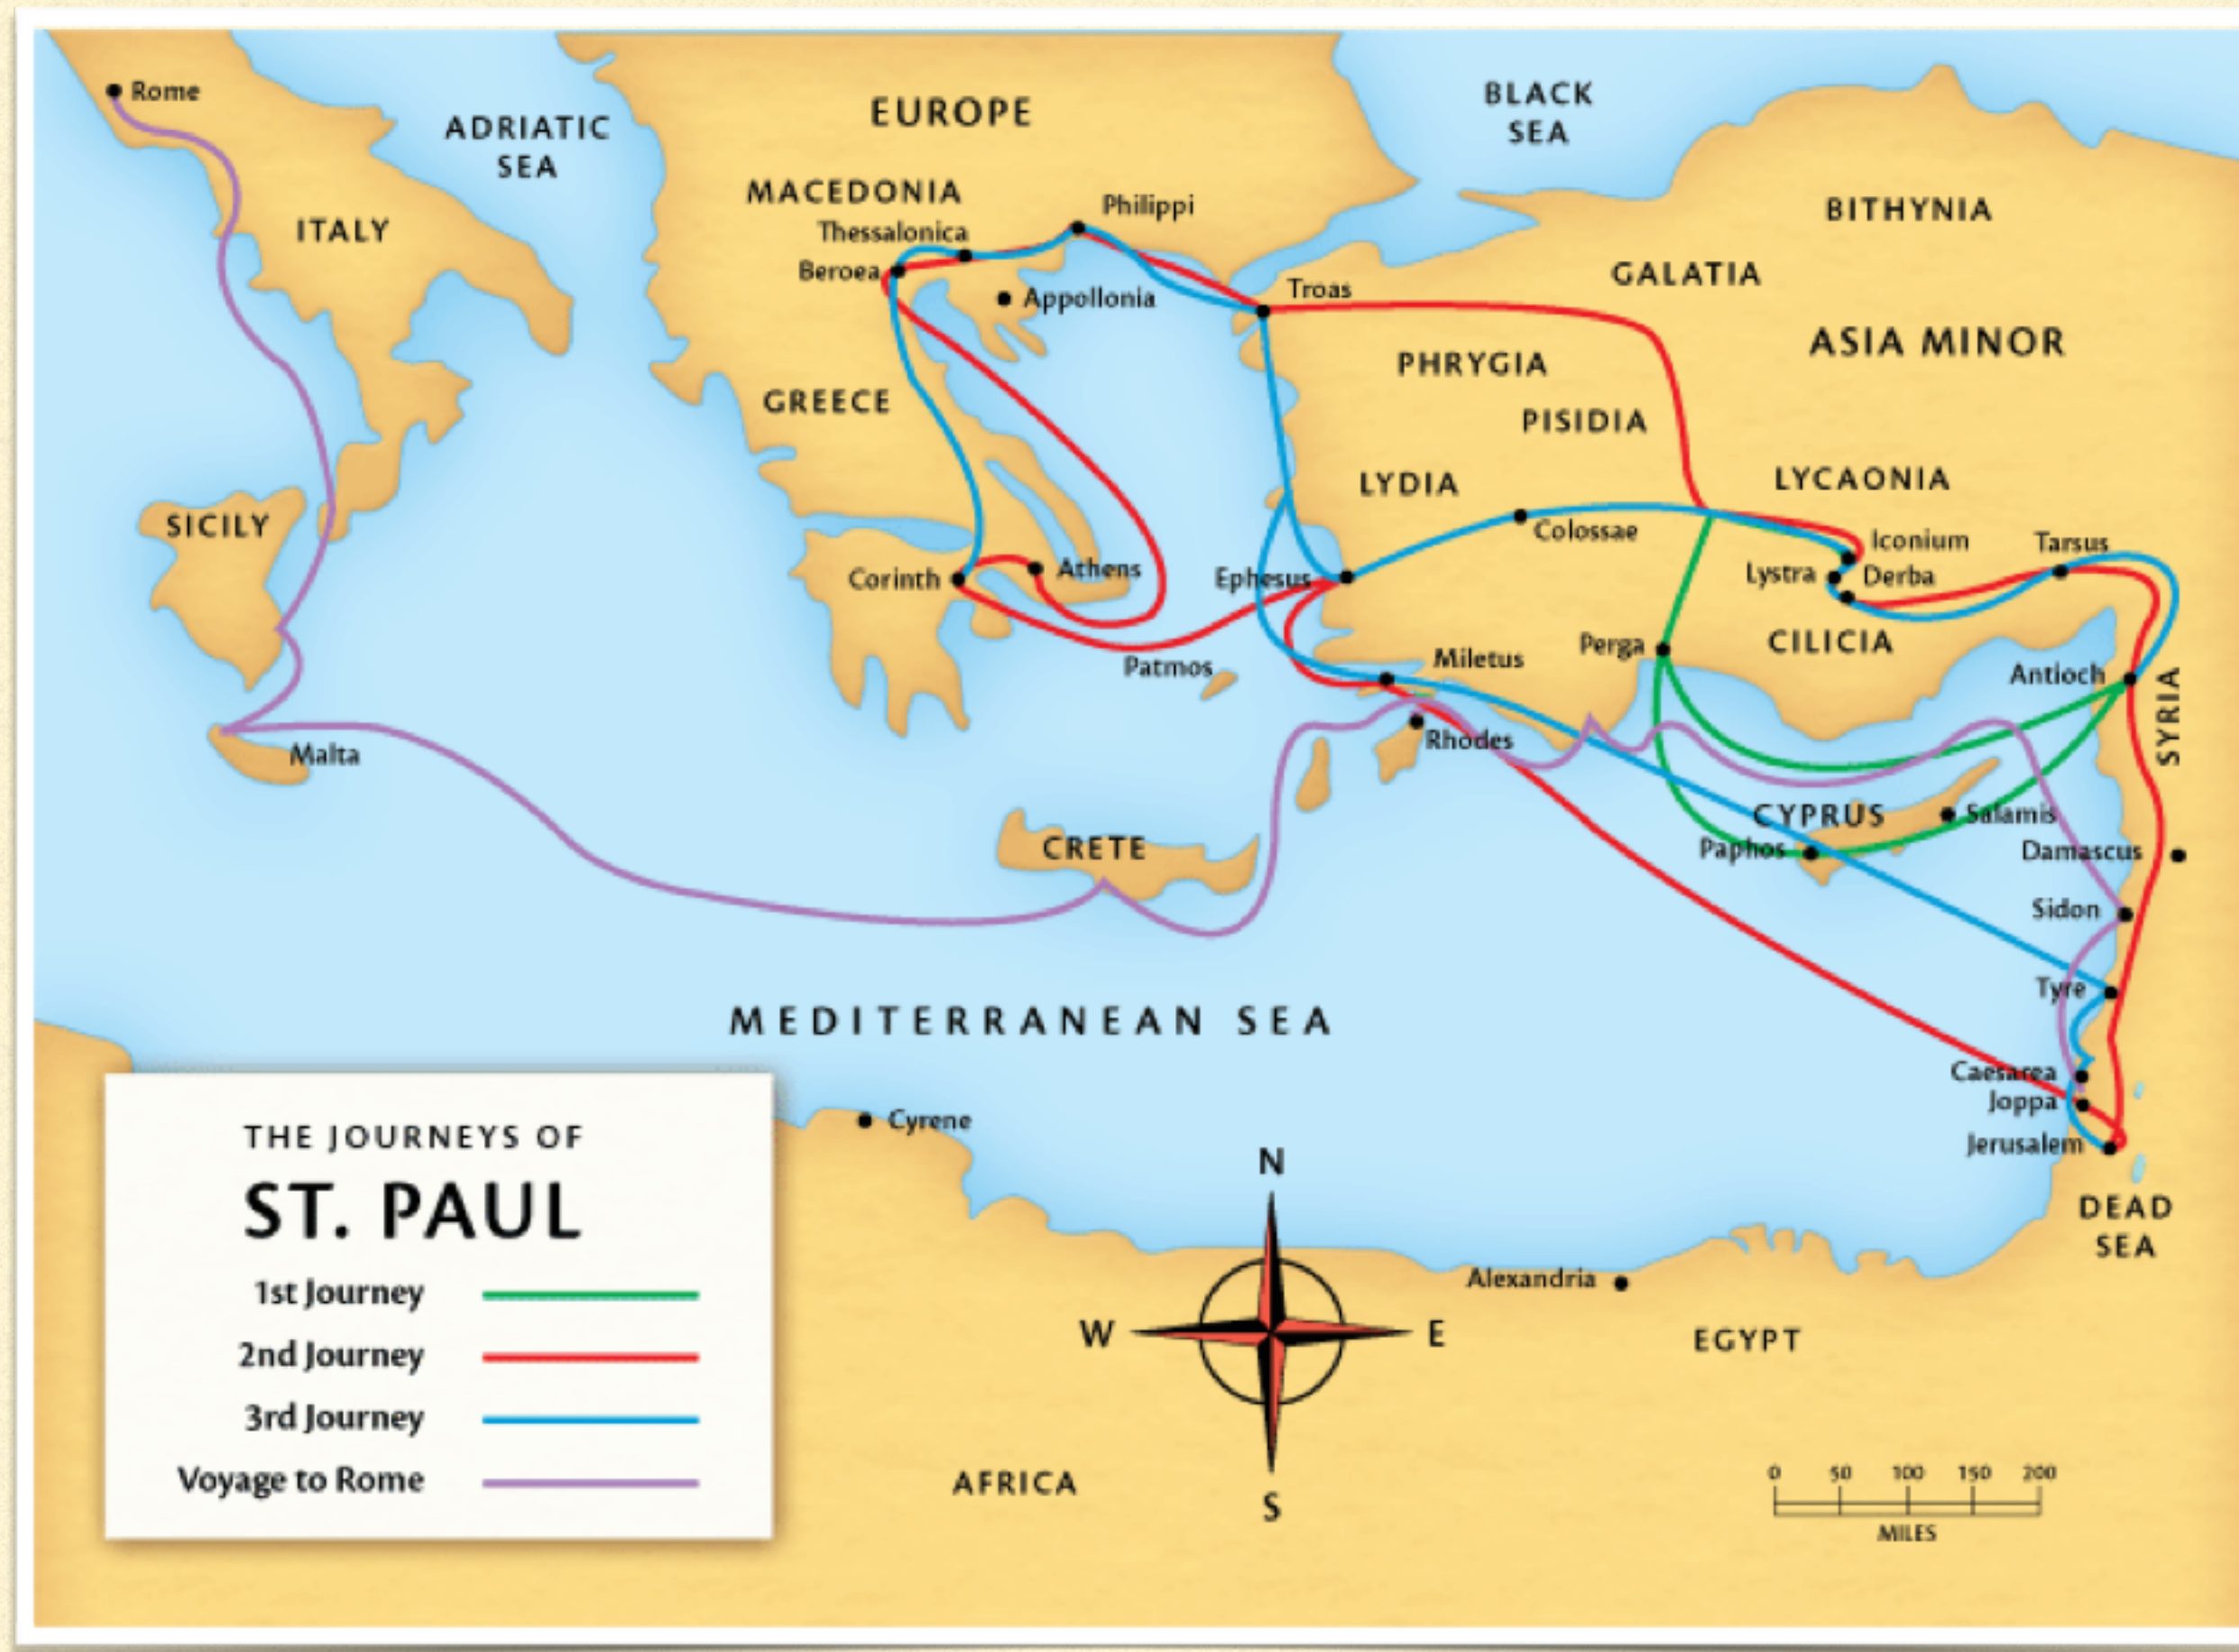 Rome
ADRIATIC
SEA
EUROPE
BLACK
SEA
MACEDONIA
Philippi
BITHYNIA
ITALY
Thessalonica
Beroea
Appollonia
Troas
GALATIA
ASIA MINOR
PHRYGIA
GREECE
PISIDIA
LYDIA
LYCAONIA
SICILY
Colossae
Iconium
Tarsus
Corinth
Athens
Ephesus
Lystra
Derba
Perga
CILICIA
Patmos
Miletus
Antioch
SYRIA
Malta
Rhodes
CRETE
CYPRUS
Salamis
Paphos
Damascus
Sidon
Tyre
MEDITERRANEAN SEA
Caesarea
Joppa
Jerusalem
Cyrene
DEAD
SEA
THE JOURNEYS OF
ST. PAUL
1st Journey
2nd Journey
3rd Journey
Voyage to Rome
N
W
E
S
Alexandria
EGYPT
AFRICA
0 50 100 150 200
MILES